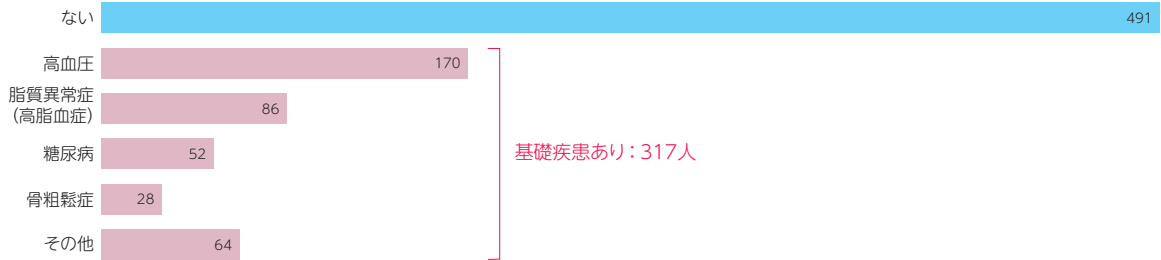 ない 491
高血圧 170
脂質異常症
(高脂血症) 86
糖尿病 52
基礎疾患あり：317人
骨粗鬆症 28
その他 64